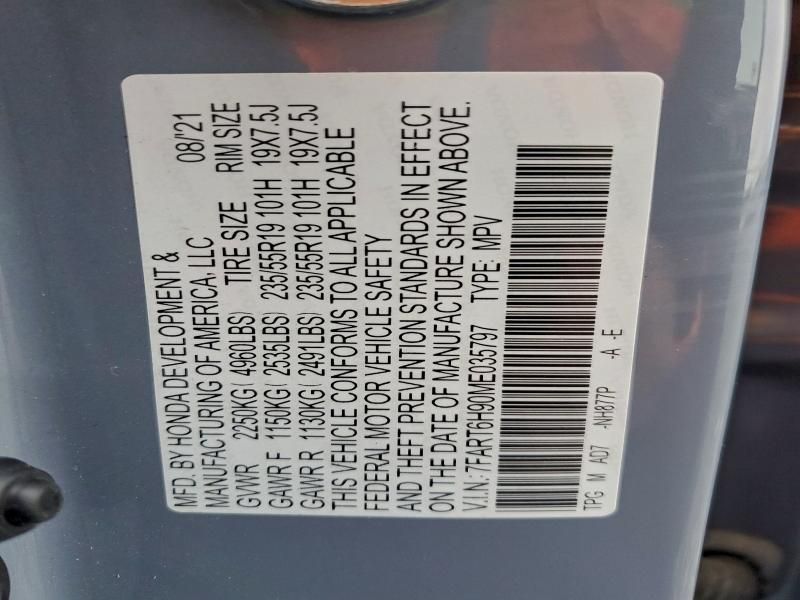 MFD. BY HONDA DEVELOPMENT &
MANUFACTURING OF AMERICA, LLC 08/'21
GVWR 2250KG( 4960LBS) TIRE SIZE RIM SIZE
GAWR F 1150KG( 2535LBS) 235/55R19 101H 19X7.5J
GAWR R 1130KG( 2491LBS) 235/55R19 101H 19X7.5J
THIS VEHICLE CONFORMS TO ALL APPLICABLE
FEDERAL MOTOR VEHICLE SAFETY
AND THEFT PREVENTION STANDARDS IN EFFECT
ON THE DATE OF MANUFACTURE SHOWN ABOVE.
V.I.N.: 7FART6H90ME035797 TYPE: MPV
TPG M AD7 -NH877P -A -E